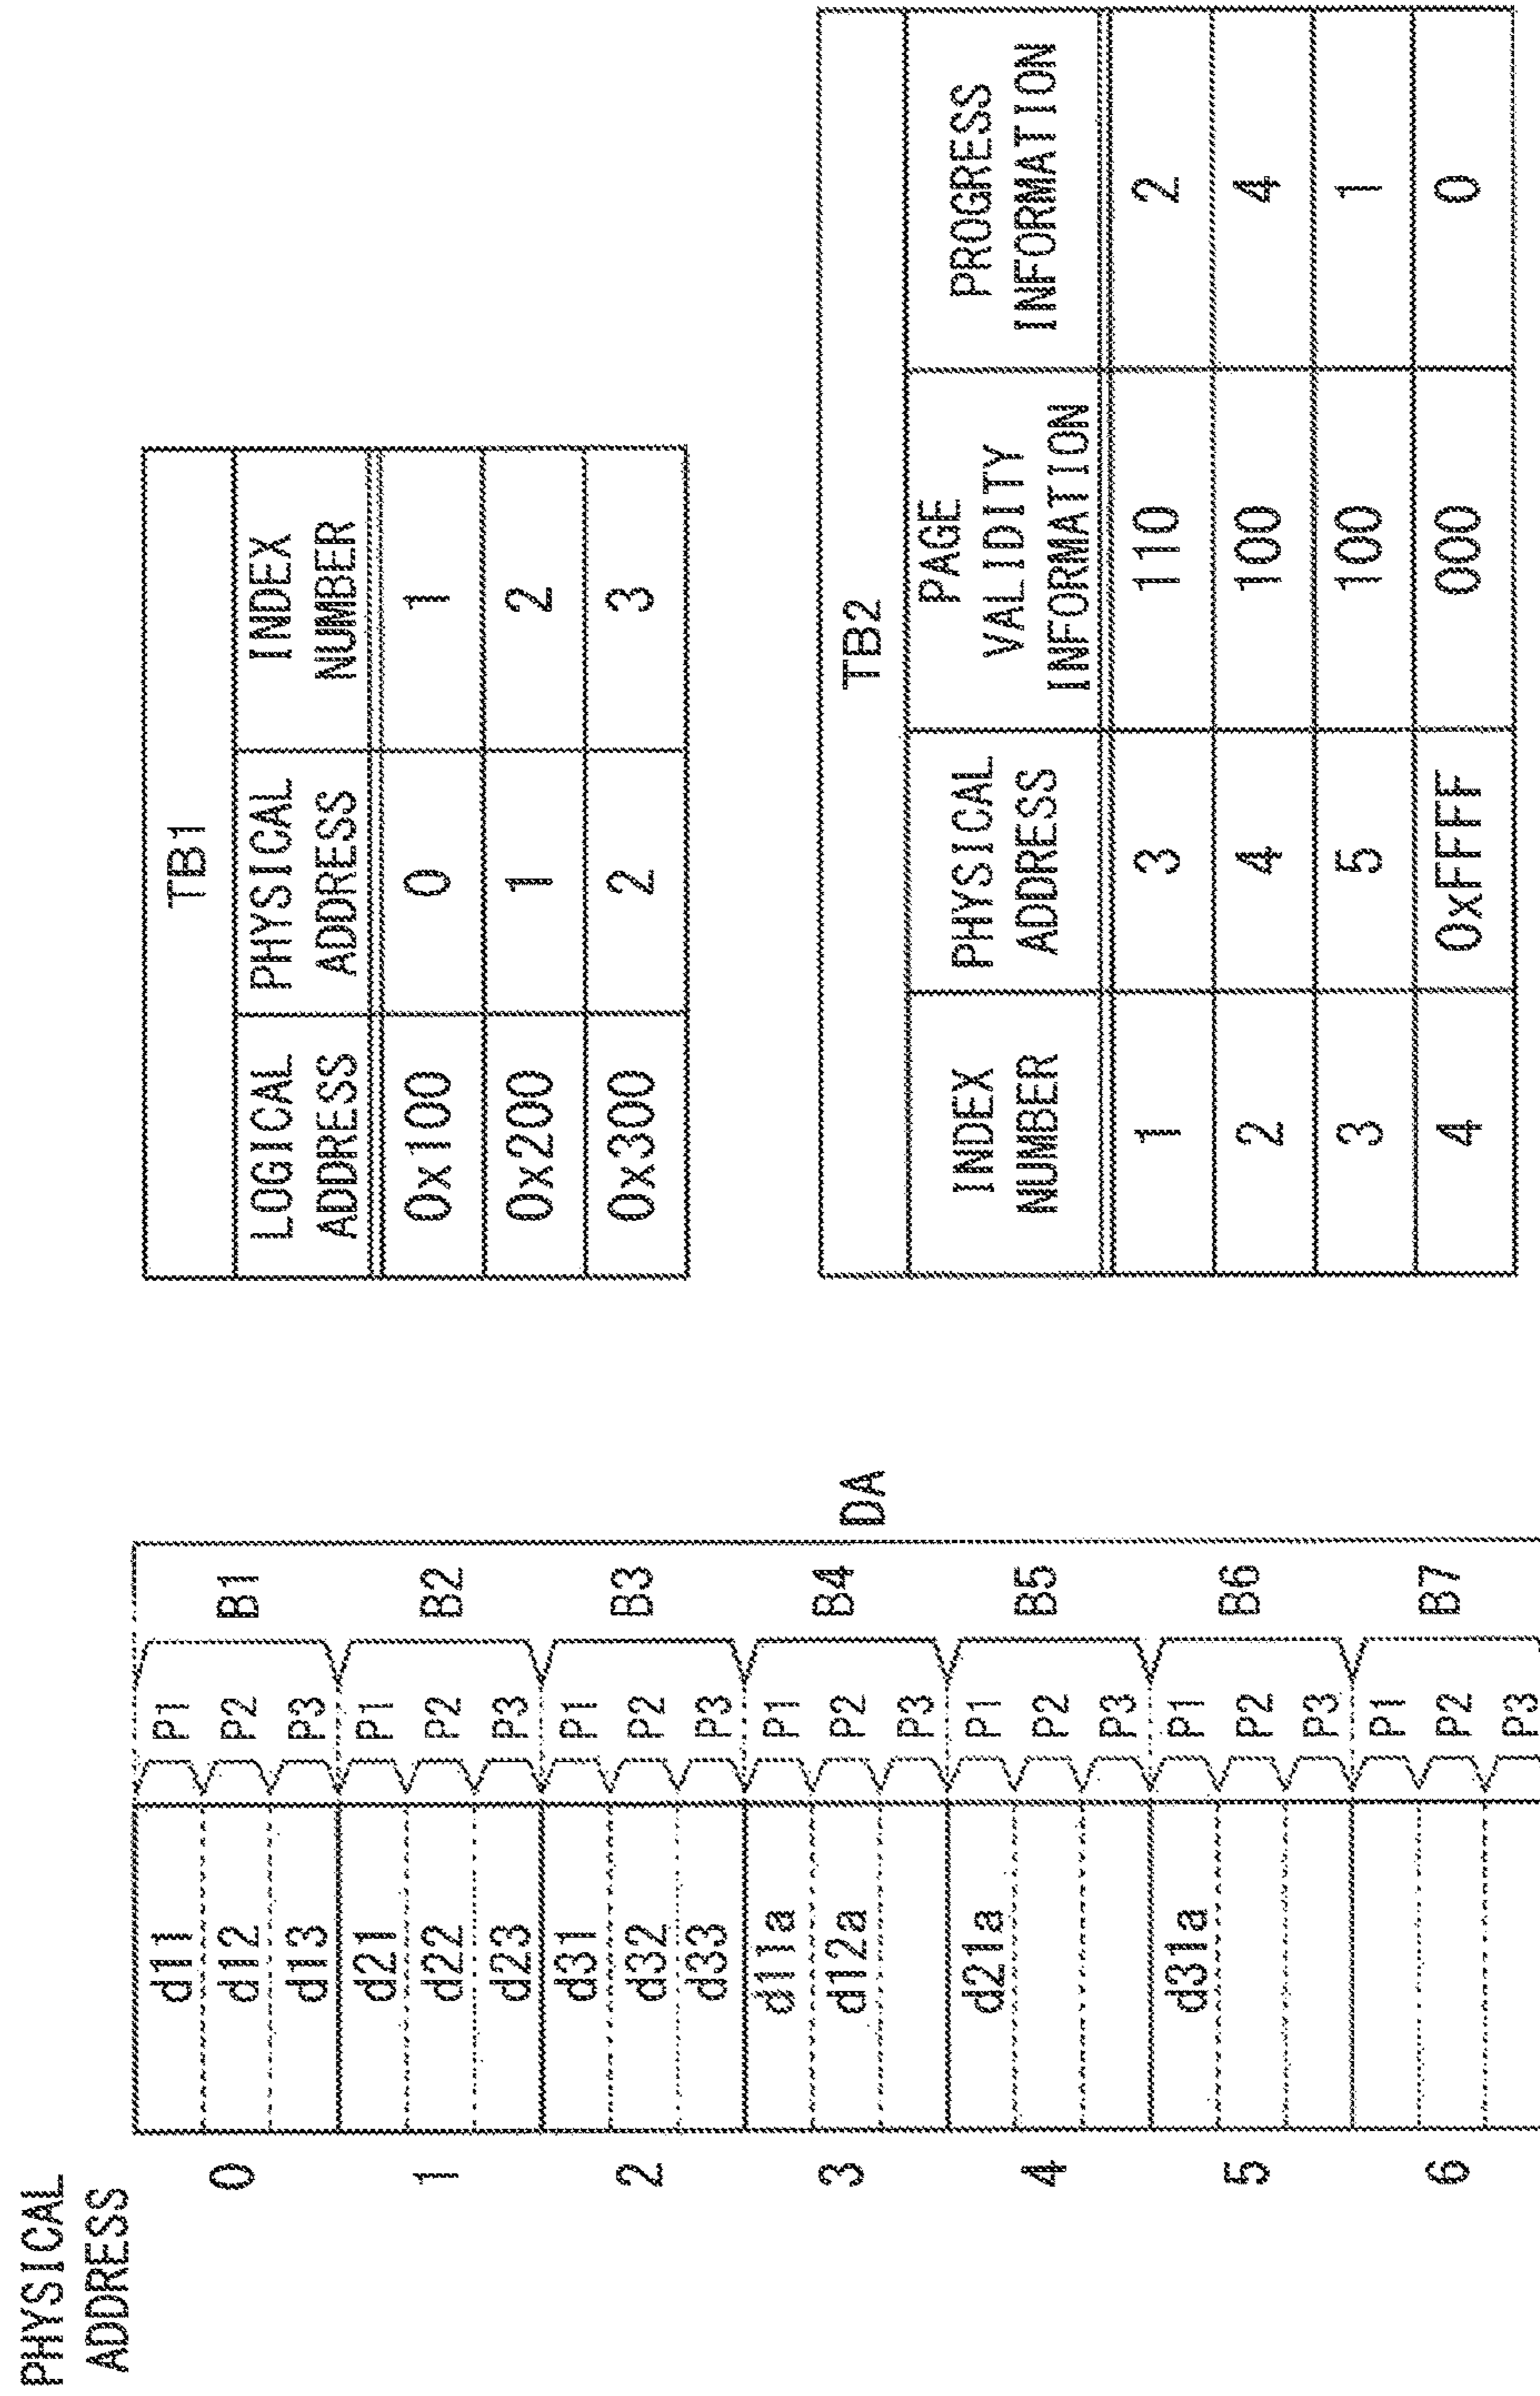 PHYSICAL
ADDRESS
d11 P1
0 d12 P2 B1
d13 P3
d21 P1
1 d22 P2 B2
d23 P3
d31 P1
2 d32 P2 B3
d33 P3
d11a P1
3 d12a P2 B4
P3
d21a P1
4 P2 B5
P3
d31a P1
5 P2 B6
P3
P1
6 P2 B7
P3
DA
TB1
LOGICAL PHYSICAL INDEX
ADDRESS ADDRESS NUMBER
0x100 0 1
0x200 1 2
0x300 2 3
TB2
PAGE
INDEX PHYSICAL VALIDITY PROGRESS
NUMBER ADDRESS INFORMATION INFORMATION
1 3 110 2
2 4 100 4
3 5 100 1
4 0xFFFF 000 0